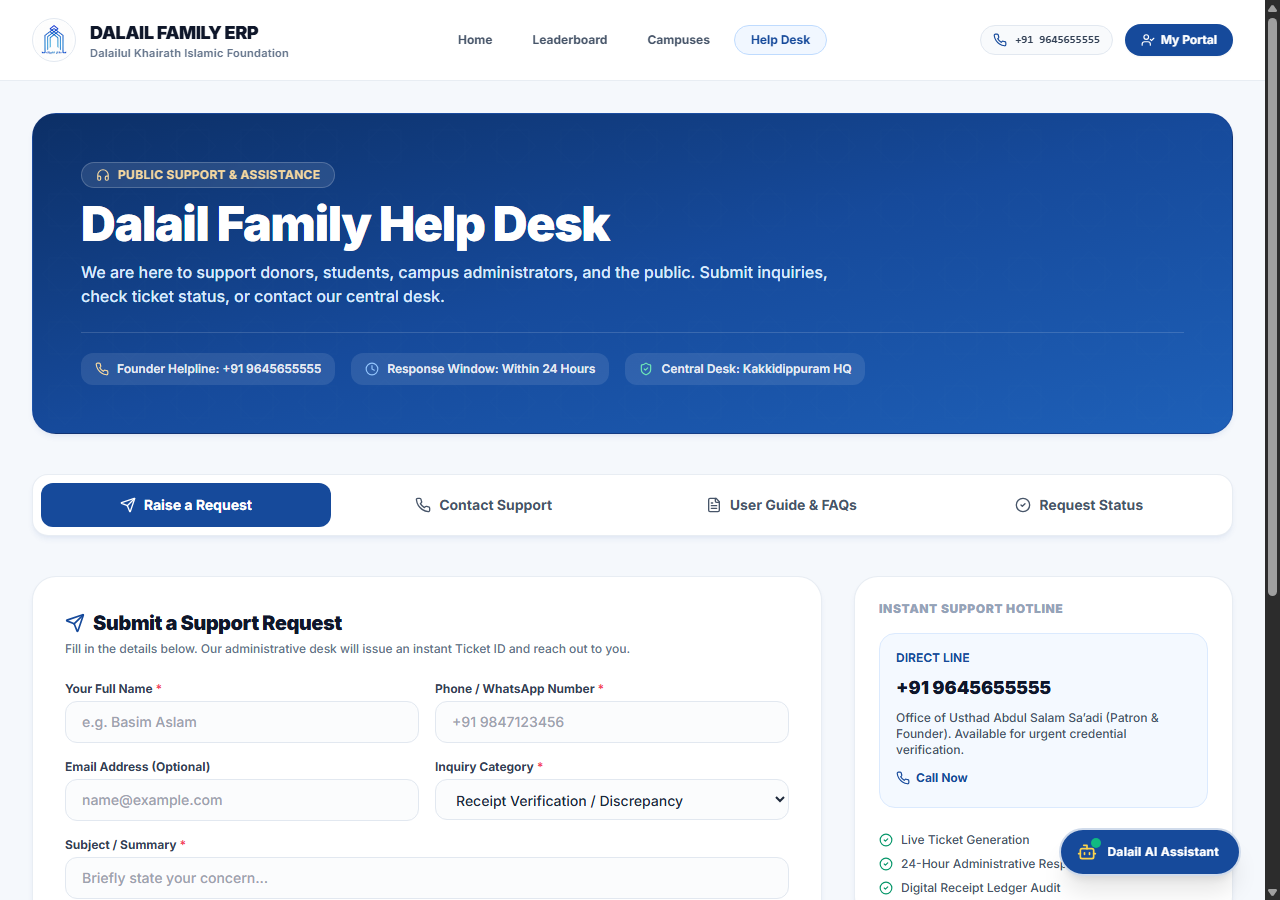 DALAIL FAMILY ERP
Dalailul Khairath Islamic Foundation
Home
Leaderboard
Campuses
Help Desk
+91 9645655555
My Portal
PUBLIC SUPPORT & ASSISTANCE
Dalail Family Help Desk
We are here to support donors, students, campus administrators, and the public. Submit inquiries,
check ticket status, or contact our central desk.
Founder Helpline: +91 9645655555
Response Window: Within 24 Hours
Central Desk: Kakkidippuram HQ
Raise a Request
Contact Support
User Guide & FAQs
Request Status
Submit a Support Request
Fill in the details below. Our administrative desk will issue an instant Ticket ID and reach out to you.
Your Full Name *
Phone / WhatsApp Number *
e.g. Basim Aslam
+91 9847123456
Email Address (Optional)
Inquiry Category *
name@example.com
Receipt Verification / Discrepancy
Subject / Summary *
Briefly state your concern...
INSTANT SUPPORT HOTLINE
DIRECT LINE
+91 9645655555
Office of Usthad Abdul Salam Sa'adi (Patron &
Founder). Available for urgent credential
verification.
Call Now
Live Ticket Generation
24-Hour Administrative
Digital Receipt Ledger Audit
Dalail AI Assistant